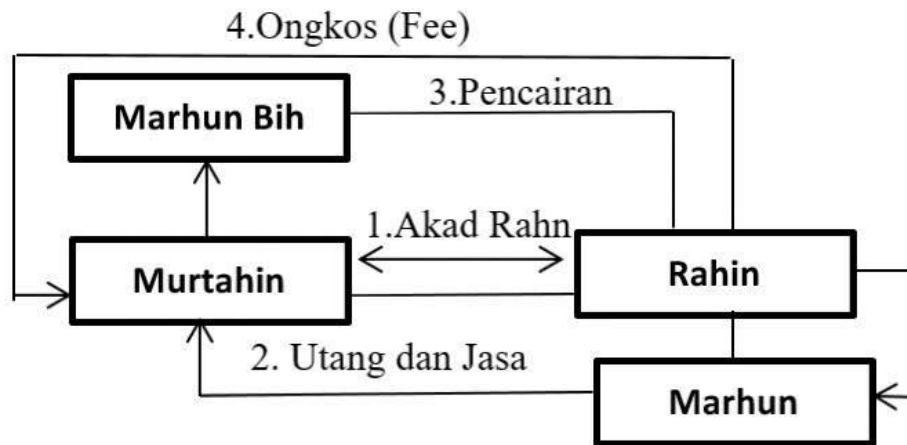 4.Ongkos (Fee)
Marhun Bih
3.Pencairan
1.Akad Rahn
Murtahin
Rahin
2. Utang dan Jasa
Marhun